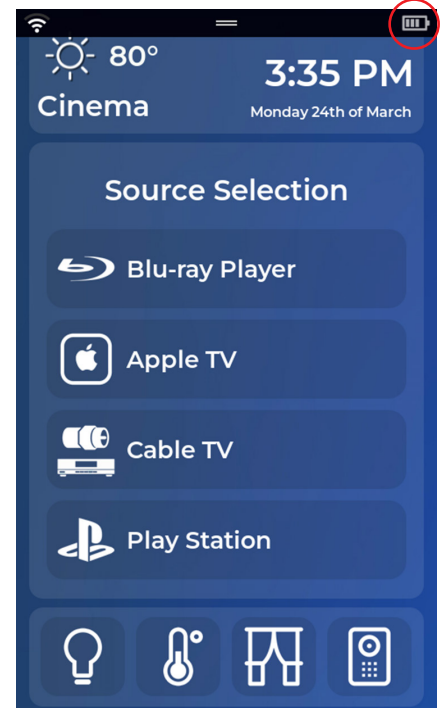 80°
3:35 PM
Cinema
Monday 24th of March
Source Selection
Blu-ray Player
Apple TV
Cable TV
Play Station